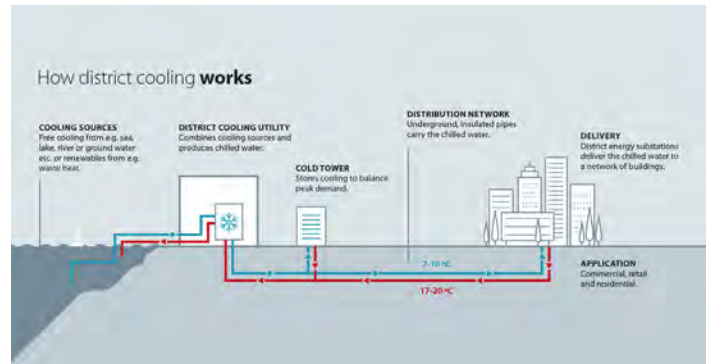 How district cooling works
COOLING SOURCES
Free cooling from e.g. sea,
lake, river or ground water
etc. or renewables from e.g.
waste heat.
DISTRICT COOLING UTILITY
Combines cooling sources and
produces chilled water.
COLD TOWER
Stores cooling to balance
peak demand.
DISTRIBUTION NETWORK
Underground, insulated pipes
carry the chilled water.
DELIVERY
District energy substations
deliver the chilled water to
a network of buildings.
7-10 ºC
17-20 ºC
APPLICATION
Commercial, retail
and residential.